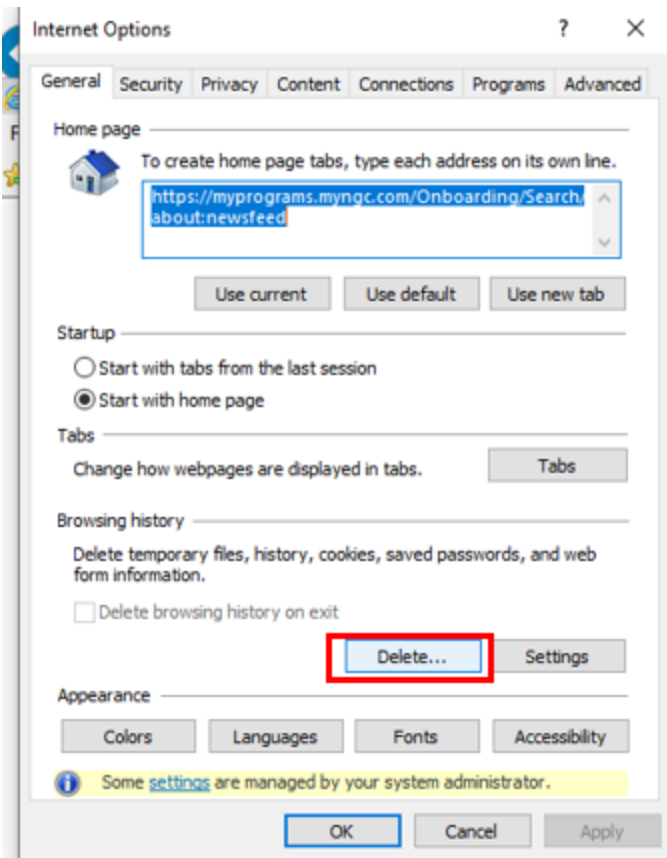 Internet Options
?
General Security Privacy Content Connections Programs Advanced
Home page
To create home page tabs, type each address on its own line.
https://myprograms.myngc.com/Onboarding/Search/
about:newsfeed
Use current Use default Use new tab
Startup
Start with tabs from the last session
Start with home page
Tabs
Change how webpages are displayed in tabs. Tabs
Browsing history
Delete temporary files, history, cookies, saved passwords, and web
form information.
Delete browsing history on exit
Delete... Settings
Appearance
Colors Languages Fonts Accessibility
Some settings are managed by your system administrator.
OK Cancel Apply